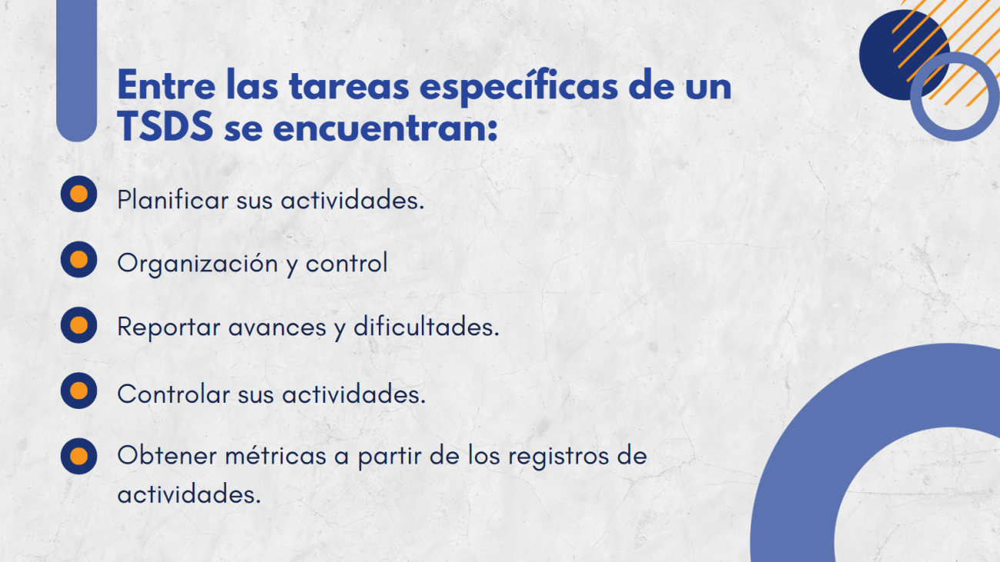 Entre las tareas específicas de un
TSDS se encuentran:
Planificar sus actividades.
Organización y control
Reportar avances y dificultades.
Controlar sus actividades.
Obtener métricas a partir de los registros de
actividades.